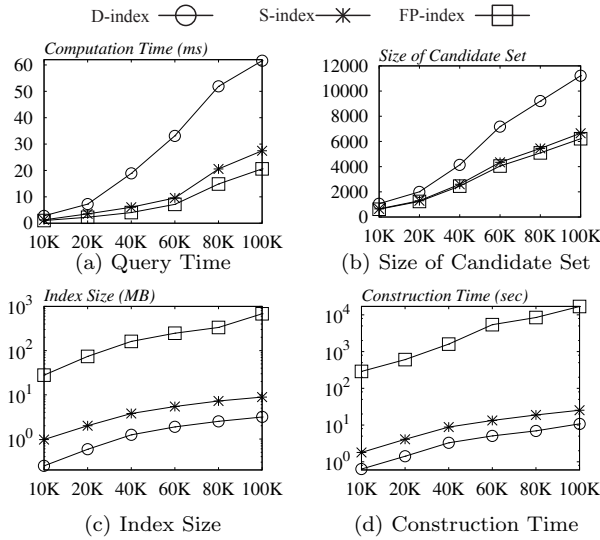 D-index S-index FP-index
Computation Time (ms)
60
50
40
30
20
10
0
10K 20K 40K 60K 80K 100K
(a) Query Time
Size of Candidate Set
12000
10000
8000
6000
4000
2000
0
10K 20K 40K 60K 80K 100K
(b) Size of Candidate Set
Index Size (MB)
10^3
10^2
10^1
10^0
10K 20K 40K 60K 80K 100K
(c) Index Size
Construction Time (sec)
10^4
10^3
10^2
10^1
10^0
10K 20K 40K 60K 80K 100K
(d) Construction Time